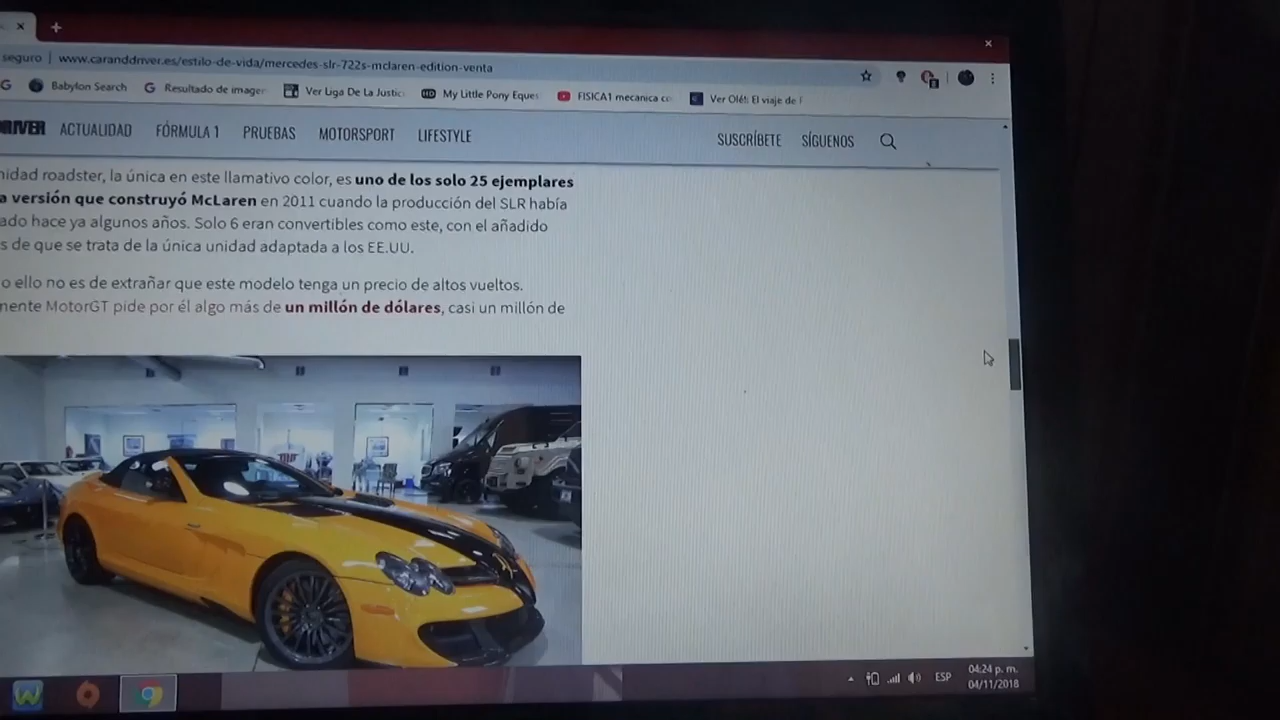 seguro | www.caranddriver.es/estilo-de-vida/mercedes-slr-722s-mclaren-edition-venta
Babylon Search G Resultado de imagen Ver Liga De La Justic HD My Little Pony Eques FISICA1 mecanica co Ver Olé!: El viaje de F
DRIVER ACTUALIDAD FÓRMULA 1 PRUEBAS MOTORSPORT LIFESTYLE SUSCRÍBETE SÍGUENOS
nidad roadster, la única en este llamativo color, es uno de los solo 25 ejemplares
a versión que construyó McLaren en 2011 cuando la producción del SLR había
ado hace ya algunos años. Solo 6 eran convertibles como este, con el añadido
s de que se trata de la única unidad adaptada a los EE.UU.
o ello no es de extrañar que este modelo tenga un precio de altos vueltos.
nente MotorGT pide por él algo más de un millón de dólares, casi un millón de
ESP
04:24 p. m.
04/11/2018